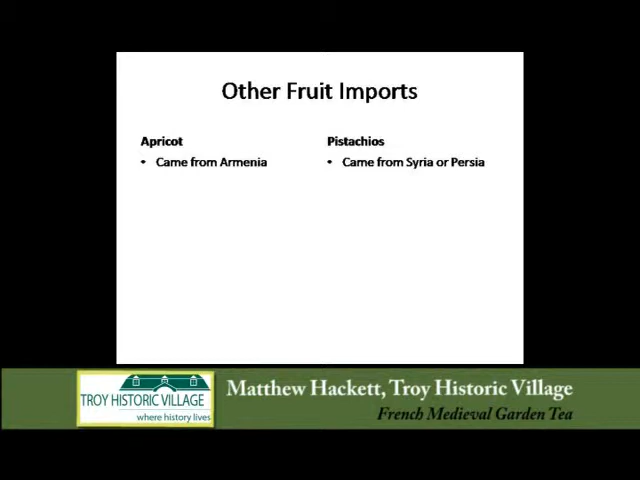 Other Fruit Imports
Apricot
• Came from Armenia
Pistachios
• Came from Syria or Persia
TROY HISTORIC VILLAGE
where history lives
Matthew Hackett, Troy Historic Village
French Medieval Garden Tea